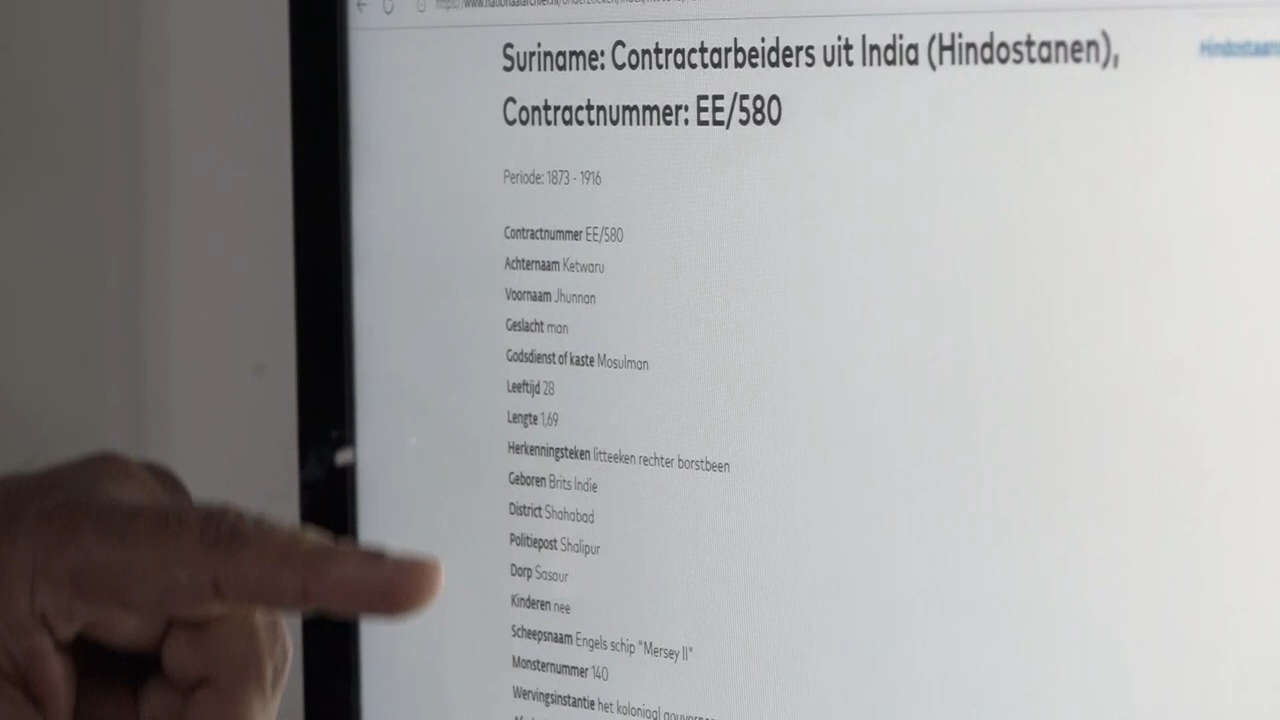 Suriname: Contractarbeiders uit India (Hindostanen),
Contractnummer: EE/580
Periode: 1873 - 1916
Contractnummer EE/580
Achternaam Ketwaru
Voornaam Jhunnan
Geslacht man
Godsdienst of kaste Mosulman
Leeftijd 28
Lengte 1,69
Herkenningsteken litteeken rechter borstbeen
Geboren Brits Indie
District Shahabad
Politiepost Shalipur
Dorp Sasaur
Kinderen nee
Scheepsnaam Engels schip "Mersey II"
Monsternummer 140
Wervingsinstantie het koloniaal